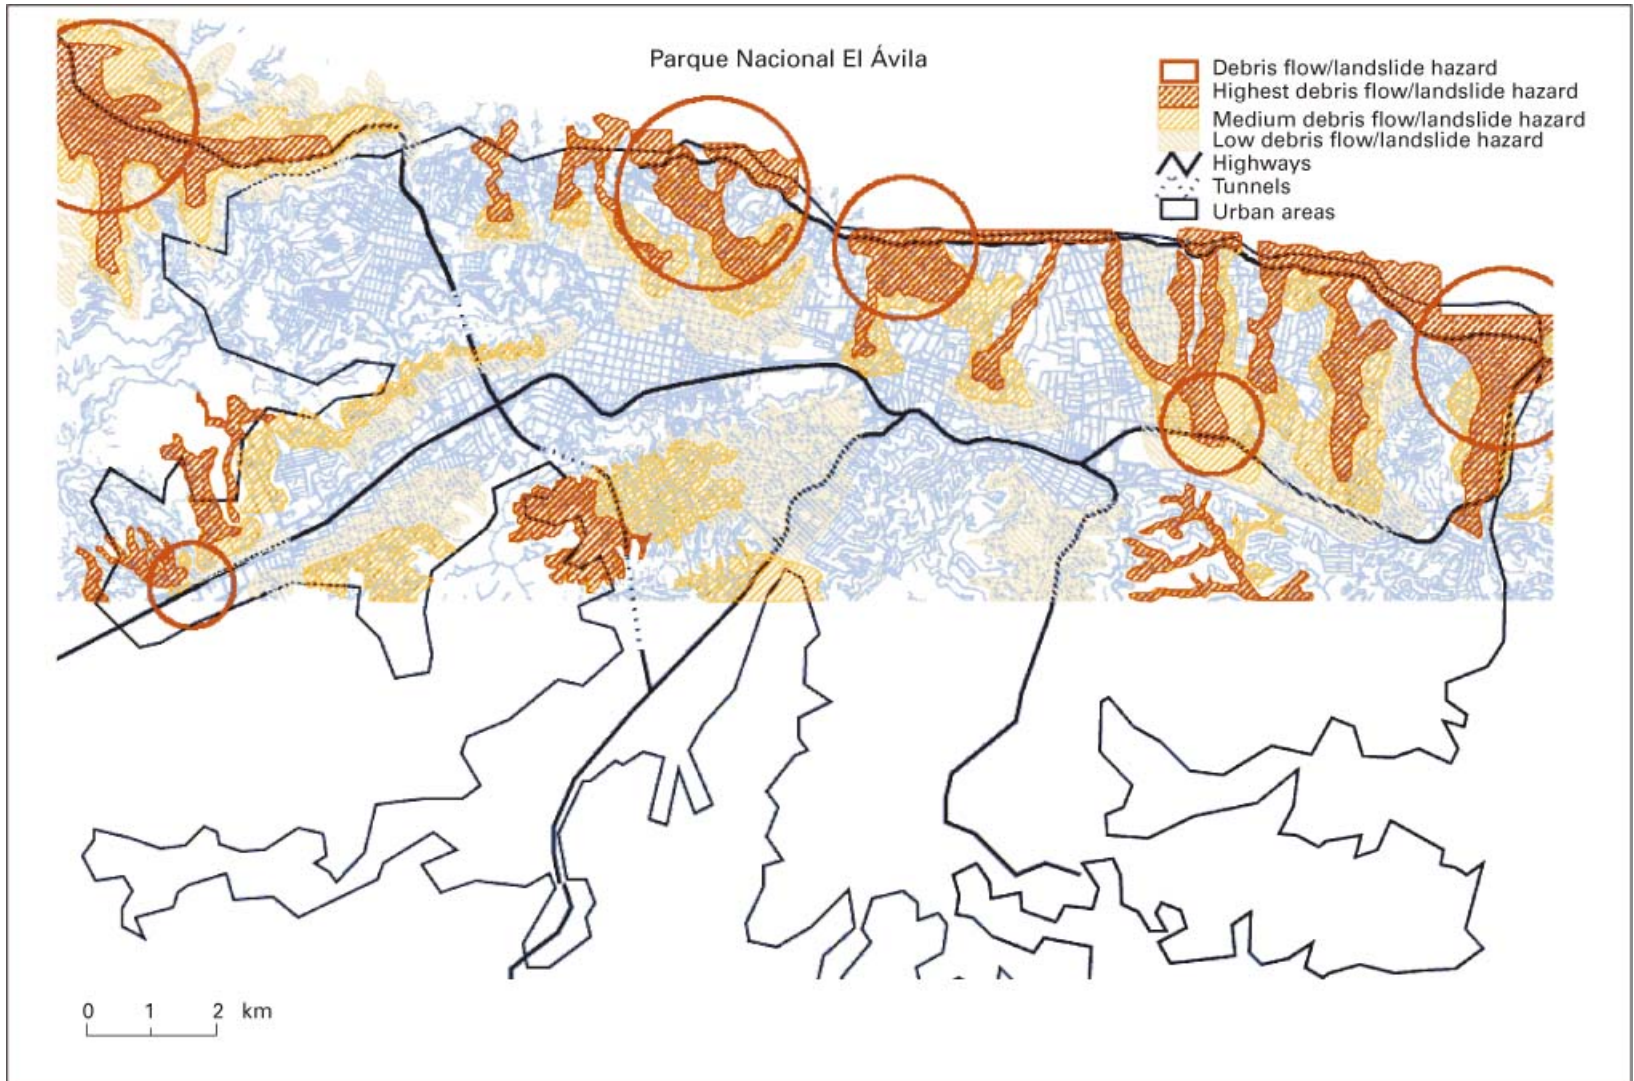 Parque Nacional El Ávila
Debris flow/landslide hazard
Highest debris flow/landslide hazard
Medium debris flow/landslide hazard
Low debris flow/landslide hazard
Highways
Tunnels
Urban areas
0 1 2 km